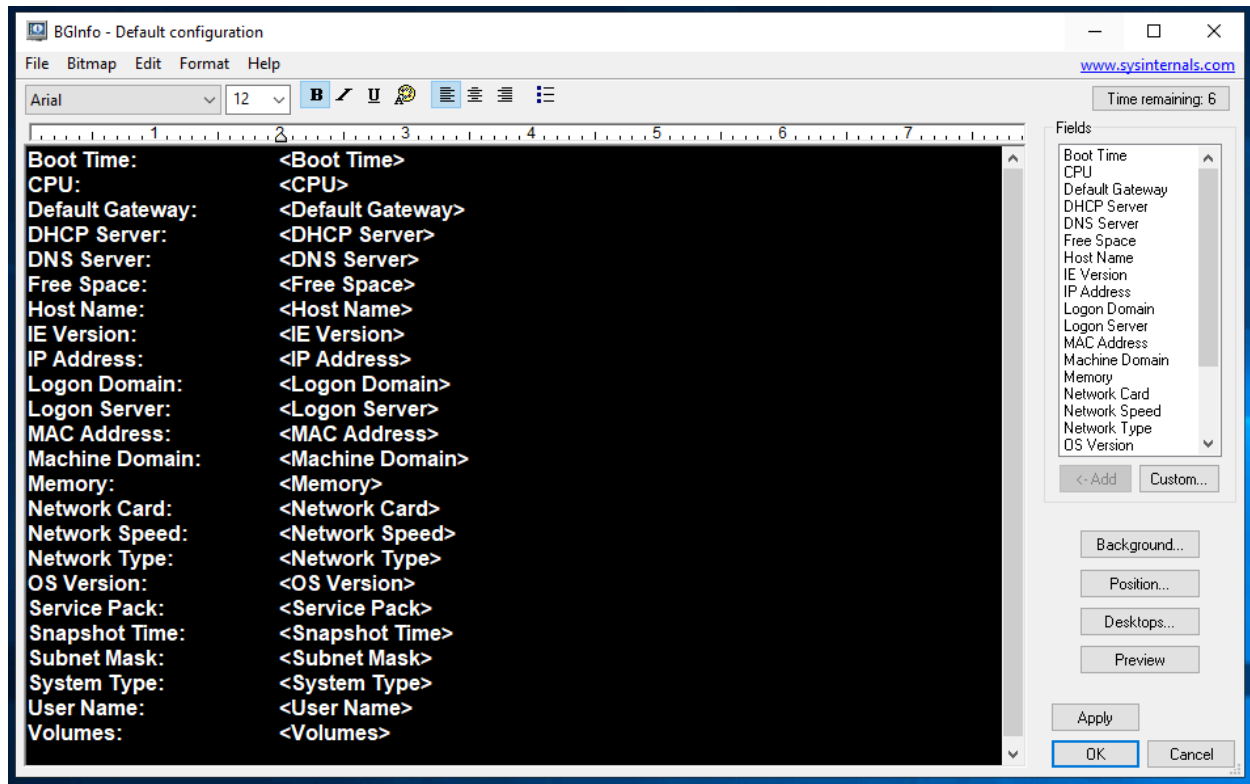 BGInfo - Default configuration
File Bitmap Edit Format Help www.sysinternals.com
Arial 12 B I U Time remaining: 6
1 2 3 4 5 6 7
Boot Time: <Boot Time>
CPU: <CPU>
Default Gateway: <Default Gateway>
DHCP Server: <DHCP Server>
DNS Server: <DNS Server>
Free Space: <Free Space>
Host Name: <Host Name>
IE Version: <IE Version>
IP Address: <IP Address>
Logon Domain: <Logon Domain>
Logon Server: <Logon Server>
MAC Address: <MAC Address>
Machine Domain: <Machine Domain>
Memory: <Memory>
Network Card: <Network Card>
Network Speed: <Network Speed>
Network Type: <Network Type>
OS Version: <OS Version>
Service Pack: <Service Pack>
Snapshot Time: <Snapshot Time>
Subnet Mask: <Subnet Mask>
System Type: <System Type>
User Name: <User Name>
Volumes: <Volumes>
Fields
Boot Time
CPU
Default Gateway
DHCP Server
DNS Server
Free Space
Host Name
IE Version
IP Address
Logon Domain
Logon Server
MAC Address
Machine Domain
Memory
Network Card
Network Speed
Network Type
OS Version
<- Add Custom...
Background...
Position...
Desktops...
Preview
Apply
OK Cancel